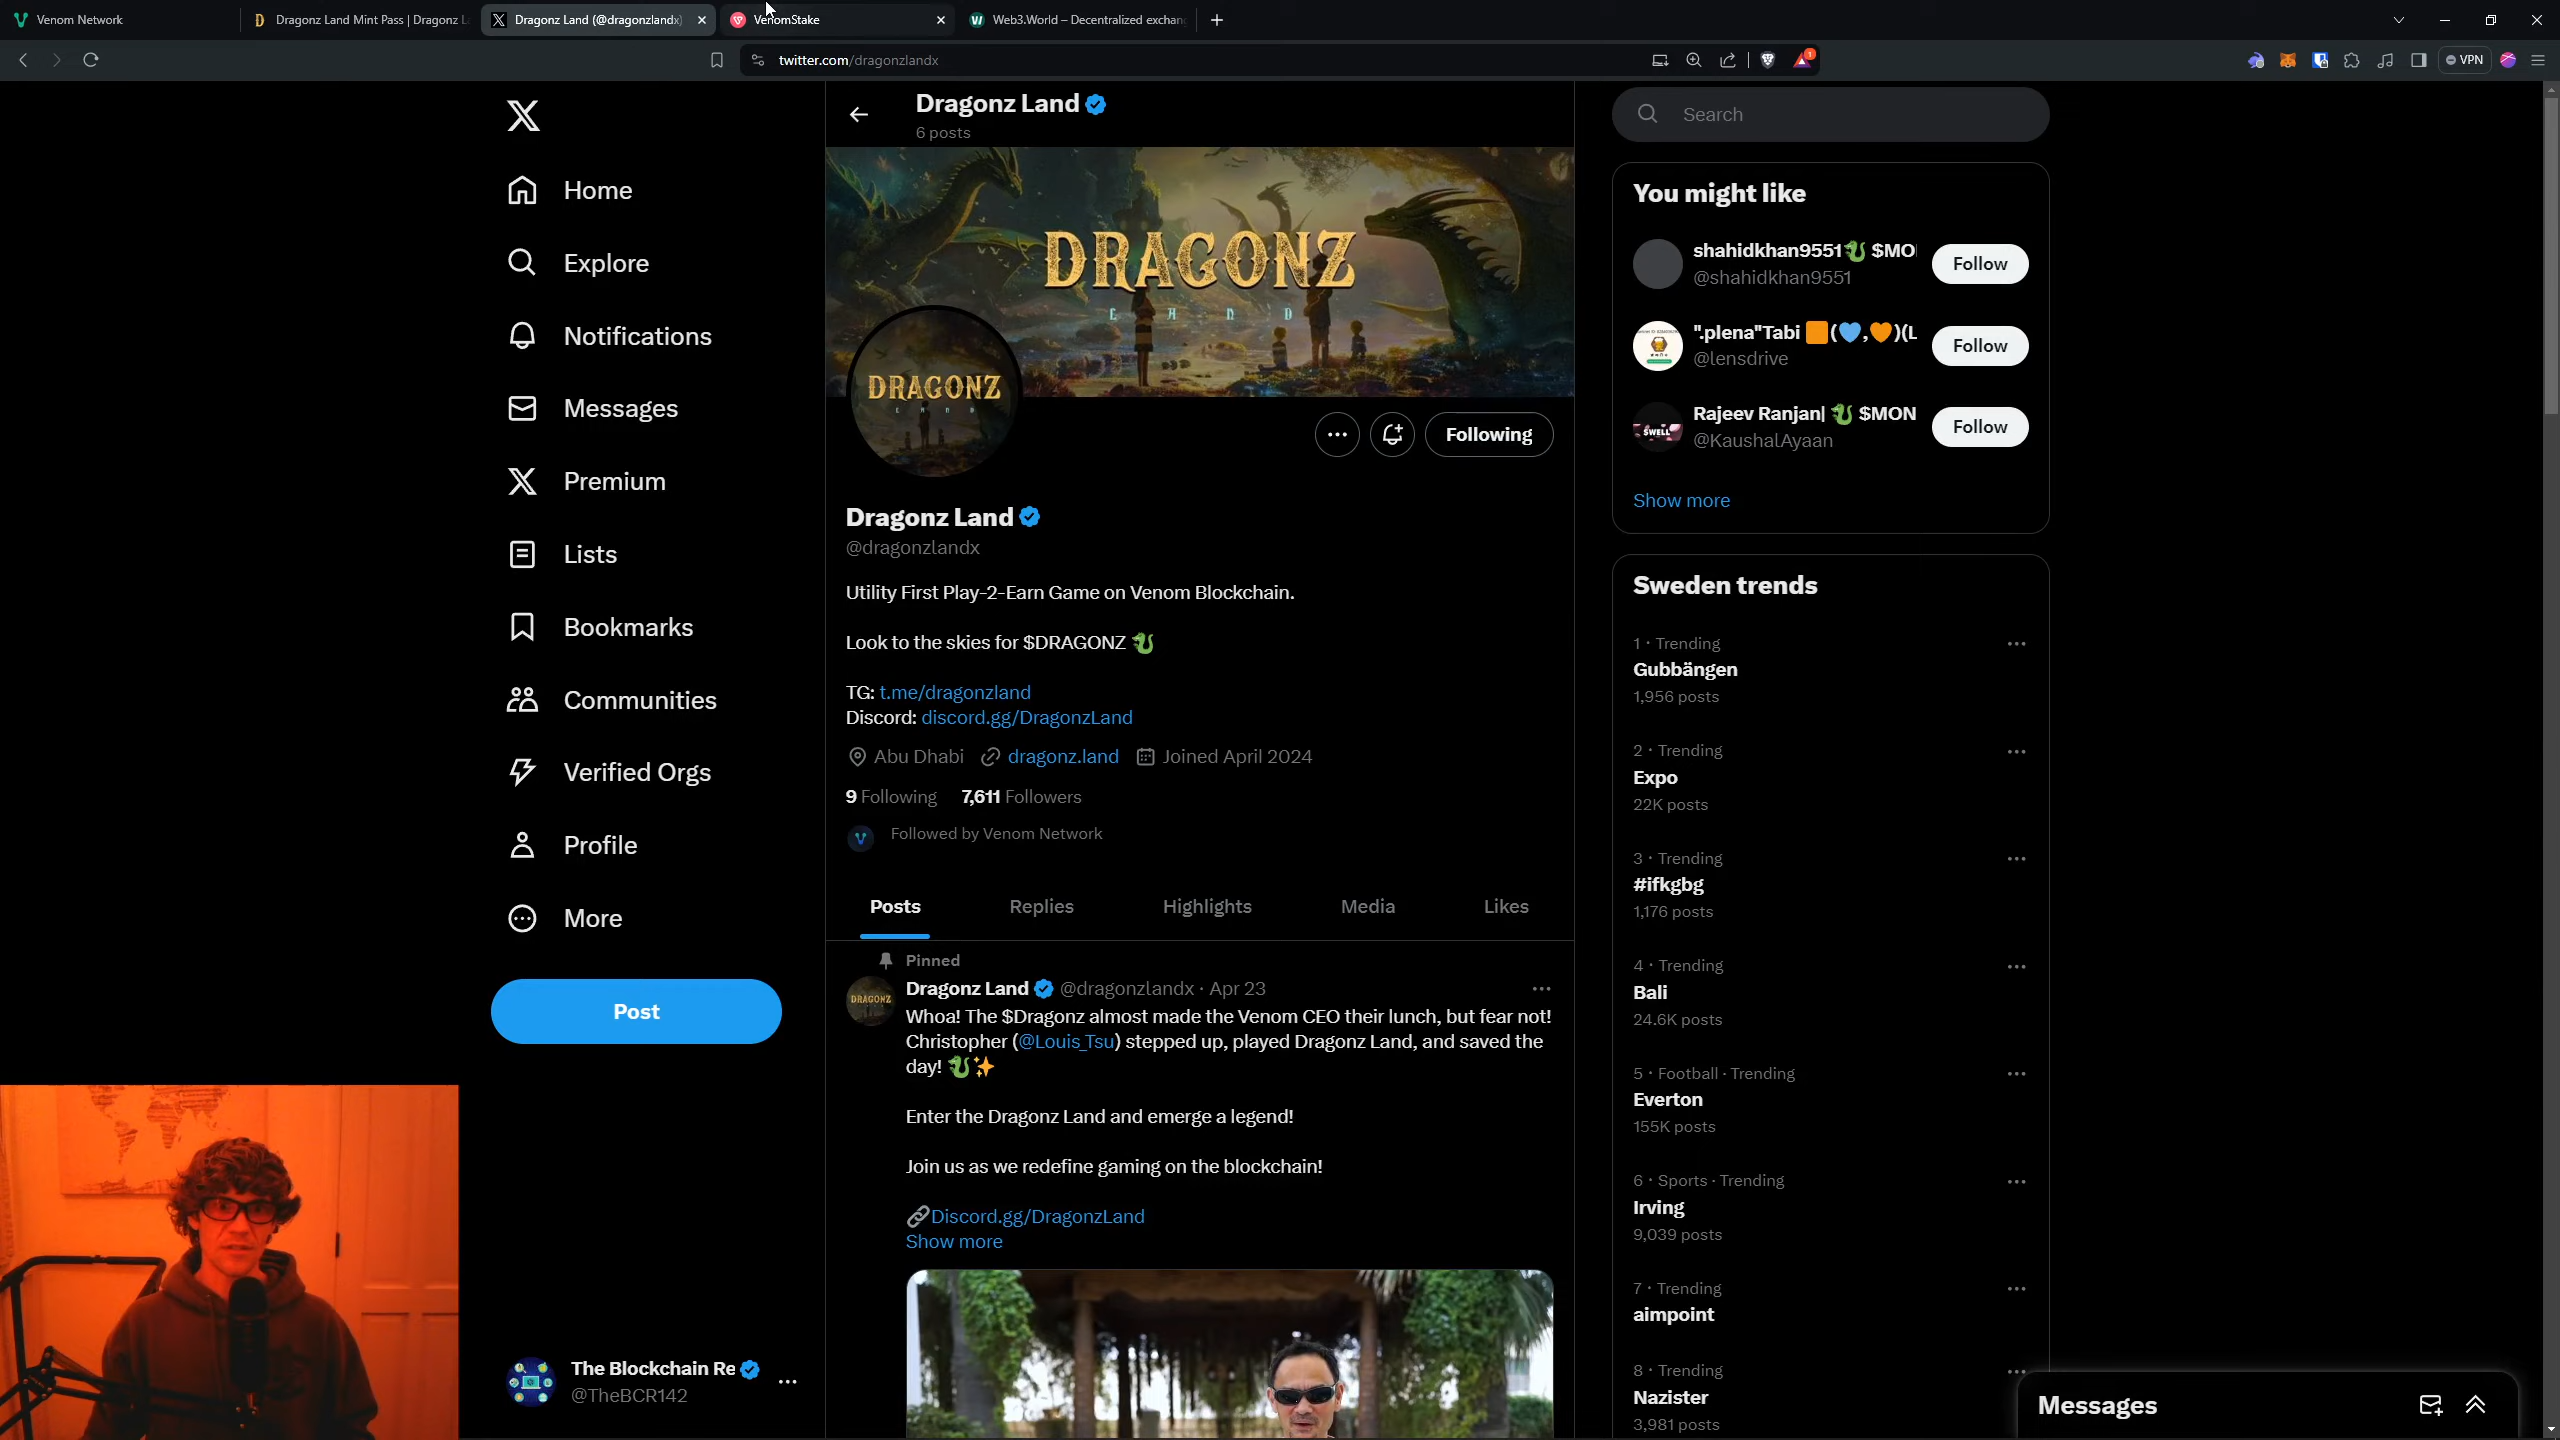 Venom Network
Dragonz Land Mint Pass | Dragonz L
Dragonz Land (@dragonzlandx)
VenomStake
Web3.World – Decentralized exchan
twitter.com/dragonzlandx
1
VPN
Dragonz Land
6 posts
Search
Home
Explore
Notifications
Messages
Premium
Lists
Bookmarks
Communities
Verified Orgs
Profile
More
Post
The Blockchain Re
@TheBCR142
DRAGONZ
LAND
DRAGONZ
LAND
Following
Dragonz Land
@dragonzlandx
Utility First Play-2-Earn Game on Venom Blockchain.
Look to the skies for $DRAGONZ 🐉
TG: t.me/dragonzland
Discord: discord.gg/DragonzLand
Abu Dhabi dragonz.land Joined April 2024
9 Following 7,611 Followers
Followed by Venom Network
Posts Replies Highlights Media Likes
Pinned
DRAGONZ
Dragonz Land @dragonzlandx · Apr 23
Whoa! The $Dragonz almost made the Venom CEO their lunch, but fear not!
Christopher (@Louis_Tsu) stepped up, played Dragonz Land, and saved the
day! 🐉✨
Enter the Dragonz Land and emerge a legend!
Join us as we redefine gaming on the blockchain!
🔗Discord.gg/DragonzLand
Show more
You might like
shahidkhan9551🐉 $MO
@shahidkhan9551
Follow
".plena"Tabi 🟧(💙,🧡)(L
@lensdrive
Follow
SWELL
Rajeev Ranjan| 🐉 $MON
@KaushalAyaan
Follow
Show more
Sweden trends
1 · Trending
Gubbängen
1,956 posts
2 · Trending
Expo
22K posts
3 · Trending
#ifkgbg
1,176 posts
4 · Trending
Bali
24.6K posts
5 · Football · Trending
Everton
155K posts
6 · Sports · Trending
Irving
9,039 posts
7 · Trending
aimpoint
8 · Trending
Nazister
3,981 posts
Messages